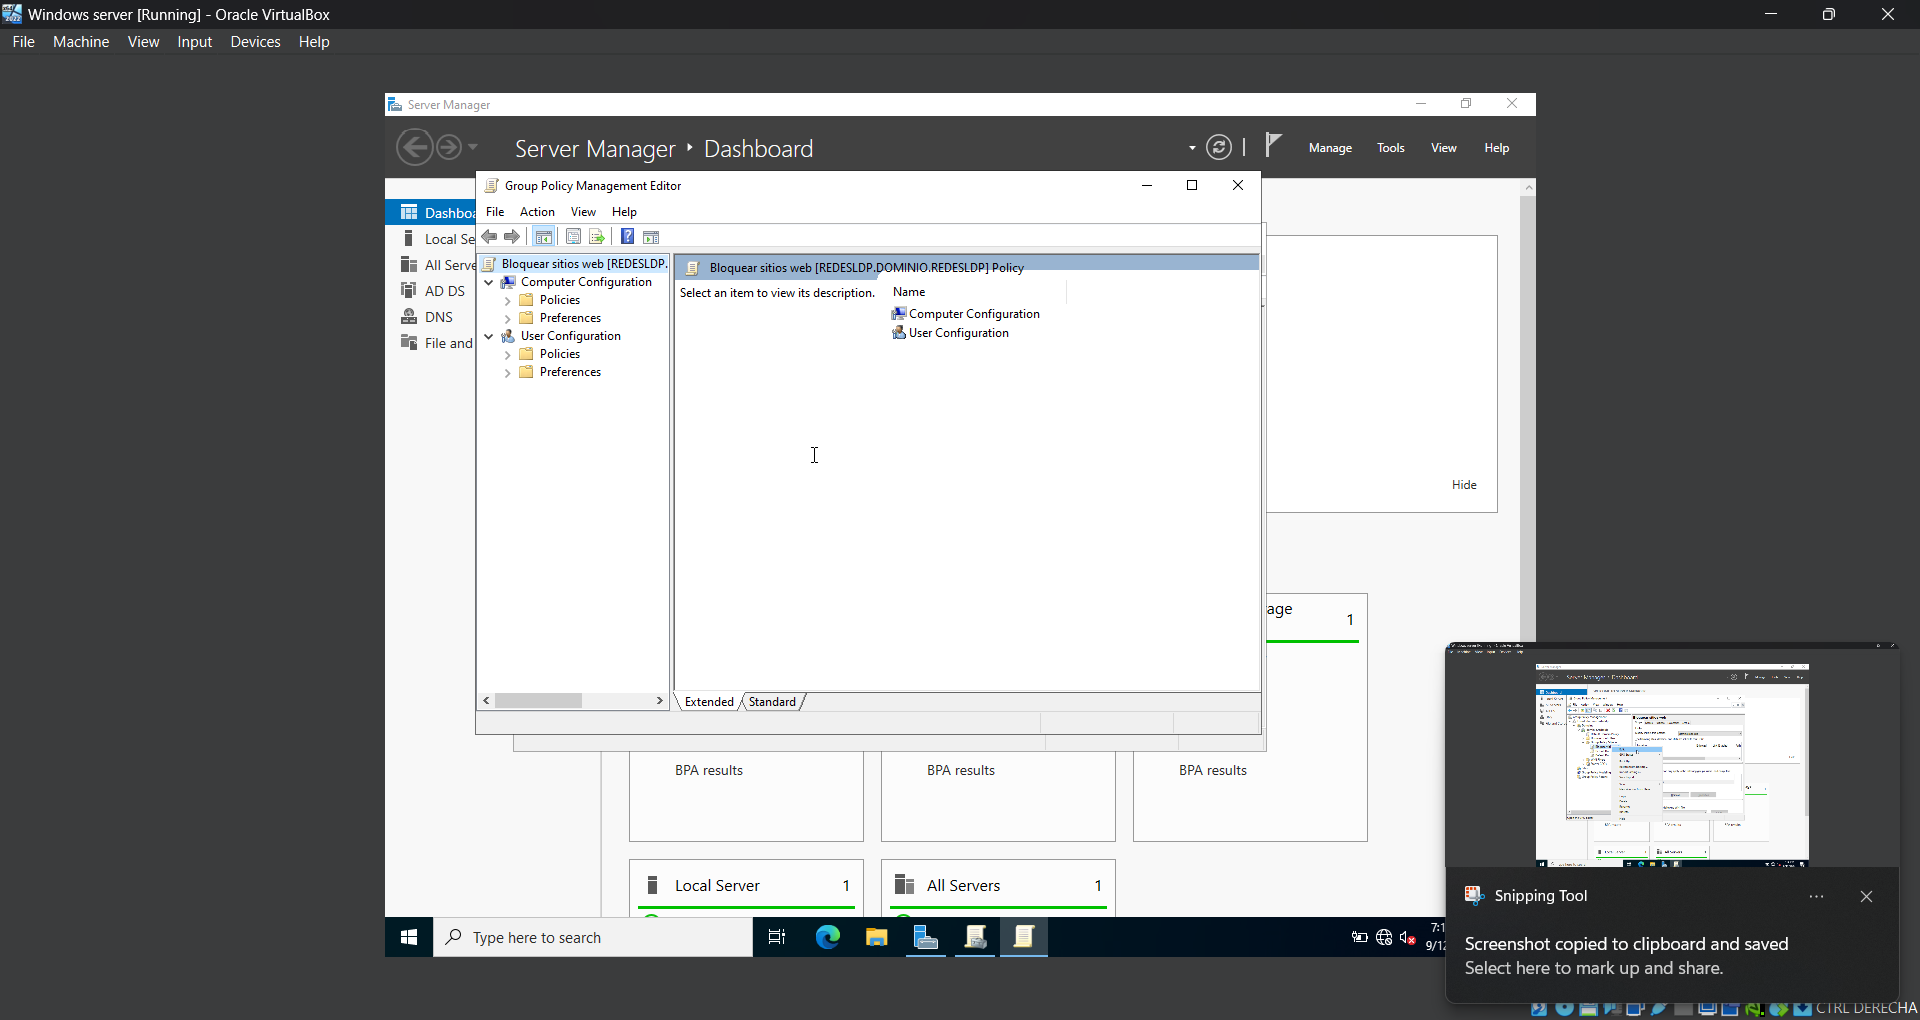 Windows server [Running] - Oracle VirtualBox
File Machine View Input Devices Help
Server Manager
Server Manager Dashboard
Manage Tools View Help
Group Policy Management Editor
File Action View Help
Dashboa
Local Se
All Serve
AD DS
DNS
File and
Bloquear sitios web [REDESLDP.
Computer Configuration
Policies
Preferences
User Configuration
Policies
Preferences
Bloquear sitios web [REDESLDP.DOMINIO.REDESLDP] Policy
Select an item to view its description.
Name
Computer Configuration
User Configuration
Hide
Extended Standard
age 1
BPA results BPA results BPA results
Local Server 1
All Servers 1
Type here to search
7:1
9/12
Snipping Tool
Screenshot copied to clipboard and saved
Select here to mark up and share.
CTRL DERECHA